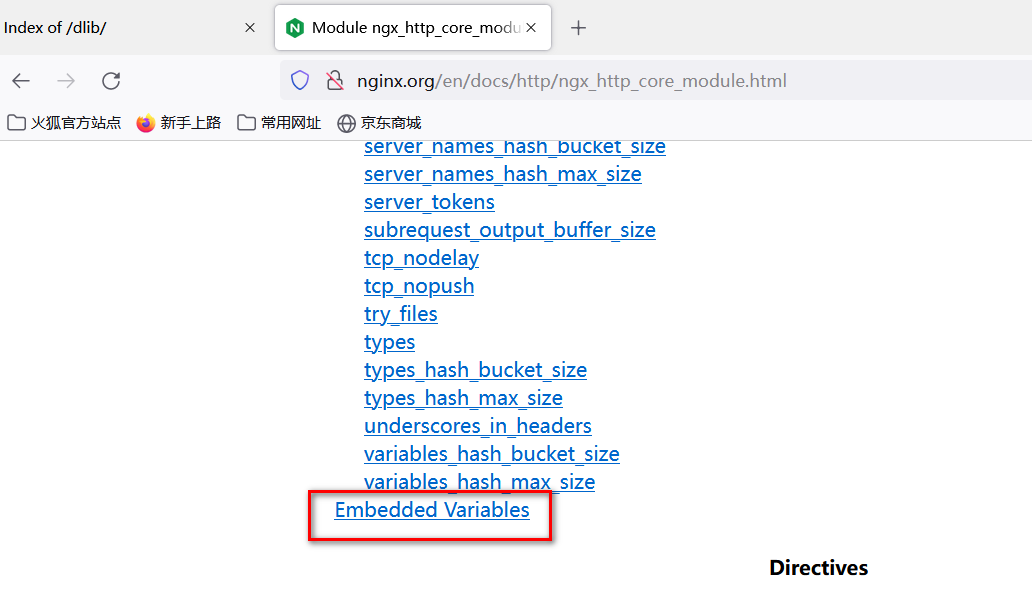 Index of /dlib/
Module ngx_http_core_modu
nginx.org/en/docs/http/ngx_http_core_module.html
火狐官方站点 新手上路 常用网址 京东商城
server_names_hash_bucket_size
server_names_hash_max_size
server_tokens
subrequest_output_buffer_size
tcp_nodelay
tcp_nopush
try_files
types
types_hash_bucket_size
types_hash_max_size
underscores_in_headers
variables_hash_bucket_size
variables_hash_max_size
Embedded Variables
Directives